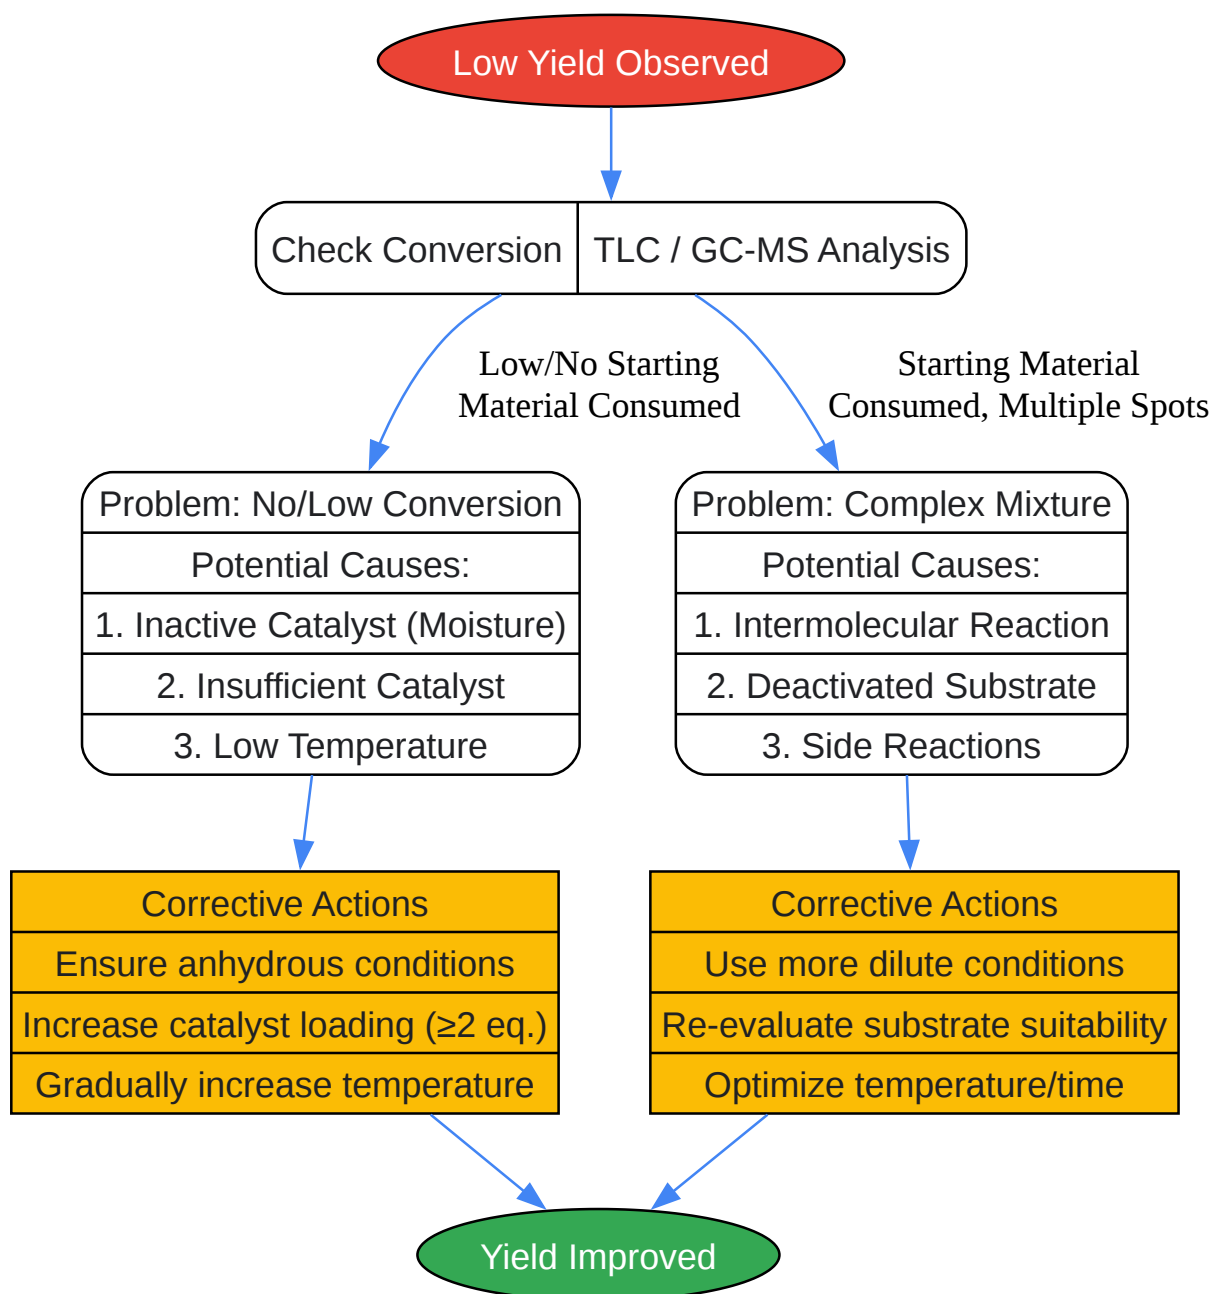 Low Yield Observed
Check Conversion
TLC / GC-MS Analysis
Low/No Starting
Material Consumed
Starting Material
Consumed, Multiple Spots
Problem: No/Low Conversion
Potential Causes:
1. Inactive Catalyst (Moisture)
2. Insufficient Catalyst
3. Low Temperature
Problem: Complex Mixture
Potential Causes:
1. Intermolecular Reaction
2. Deactivated Substrate
3. Side Reactions
Corrective Actions
Ensure anhydrous conditions
Increase catalyst loading (≥2 eq.)
Gradually increase temperature
Corrective Actions
Use more dilute conditions
Re-evaluate substrate suitability
Optimize temperature/time
Yield Improved